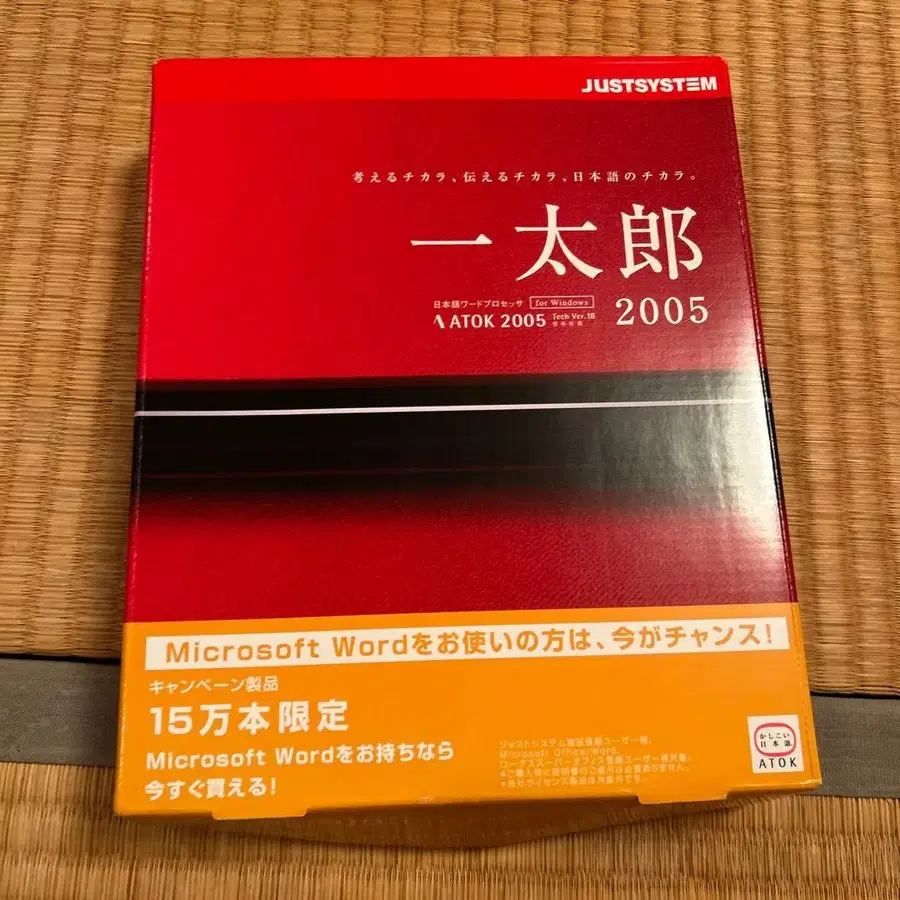 JUSTSYSTEM
考えるチカラ、伝えるチカラ、日本語のチカラ。
一太郎
日本語ワードプロセッサ for Windows
ATOK 2005 Tech Ver.18
2005
Microsoft Wordをお使いの方は、今がチャンス!
キャンペーン製品
15万本限定
Microsoft Wordをお持ちなら
今すぐ買える!
Microsoft Office/Word、
かしこい
日本語
ATOK